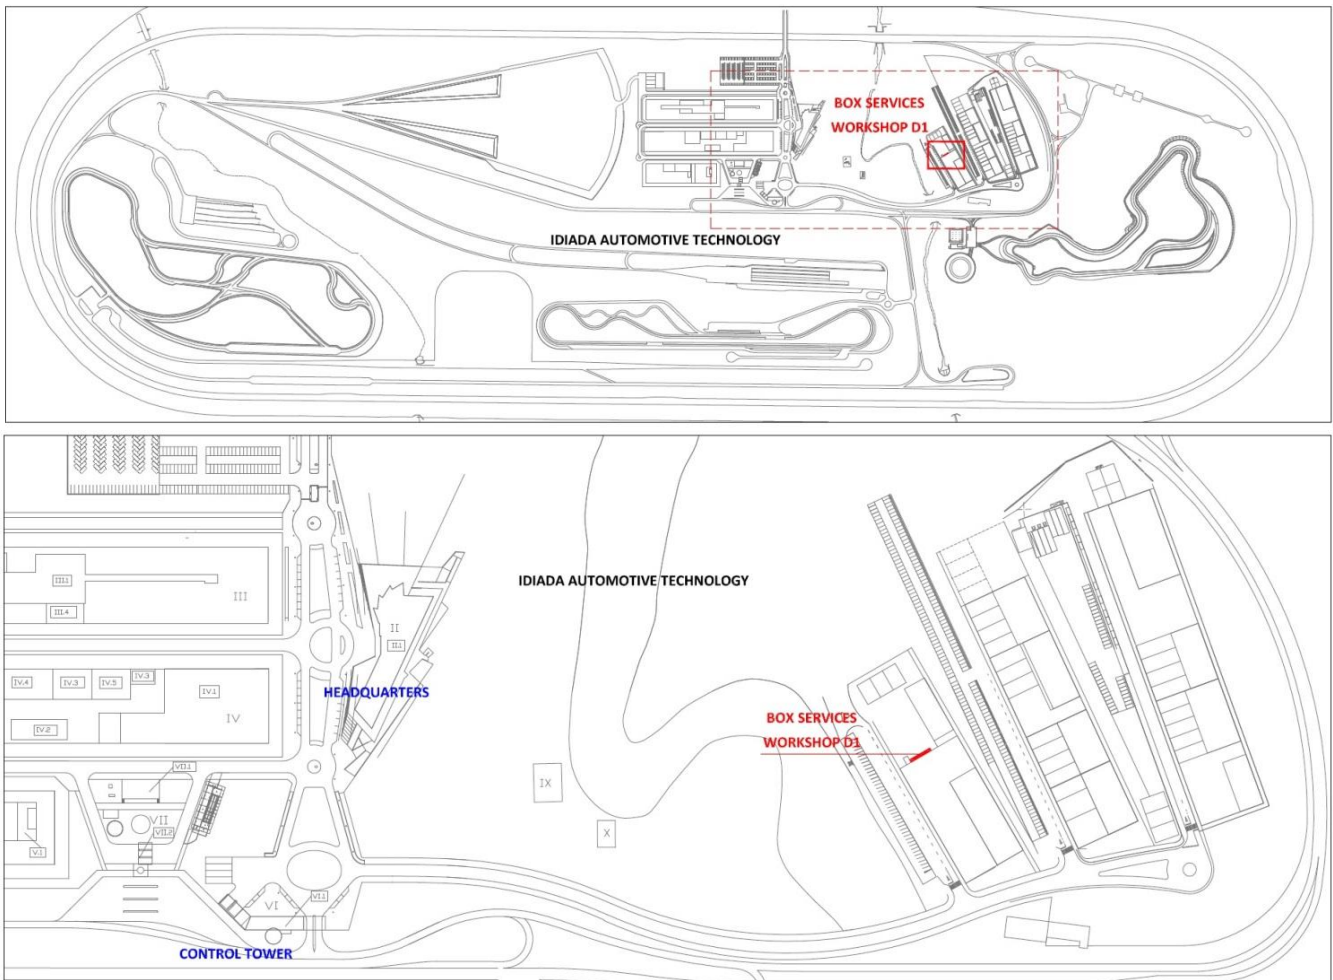 BOX SERVICES
WORKSHOP D1
IDIADA AUTOMOTIVE TECHNOLOGY
IDIADA AUTOMOTIVE TECHNOLOGY
III.1
III
III.4
II
II.1
IV.4
IV.3
IV.5
IV.3
IV.1
HEADQUARTERS
IV
IV.2
BOX SERVICES
WORKSHOP D1
VII.1
IX
VII
VII.2
X
V.1
VI
VI.1
CONTROL TOWER